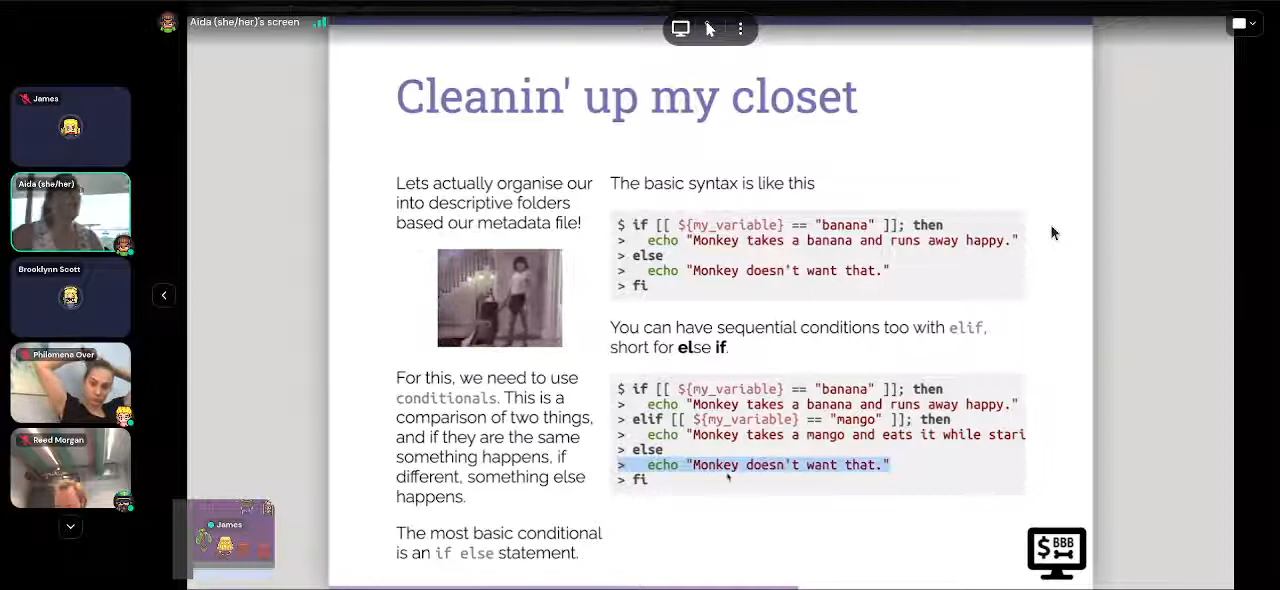 Aida (she/her)'s screen
James
Aida (she/her)
Brooklynn Scott
Philomena Over
Reed Morgan
James
Cleanin' up my closet
Lets actually organise our
into descriptive folders
based our metadata file!
For this, we need to use
conditionals. This is a
comparison of two things,
and if they are the same
something happens, if
different, something else
happens.
The most basic conditional
is an if else statement.
The basic syntax is like this
$ if [[ ${my_variable} == "banana" ]]; then
>   echo "Monkey takes a banana and runs away happy."
> else
>   echo "Monkey doesn't want that."
> fi
You can have sequential conditions too with elif,
short for else if.
$ if [[ ${my_variable} == "banana" ]]; then
>   echo "Monkey takes a banana and runs away happy."
> elif [[ ${my_variable} == "mango" ]]; then
>   echo "Monkey takes a mango and eats it while stari
> else
>   echo "Monkey doesn't want that."
> fi
$ BBB